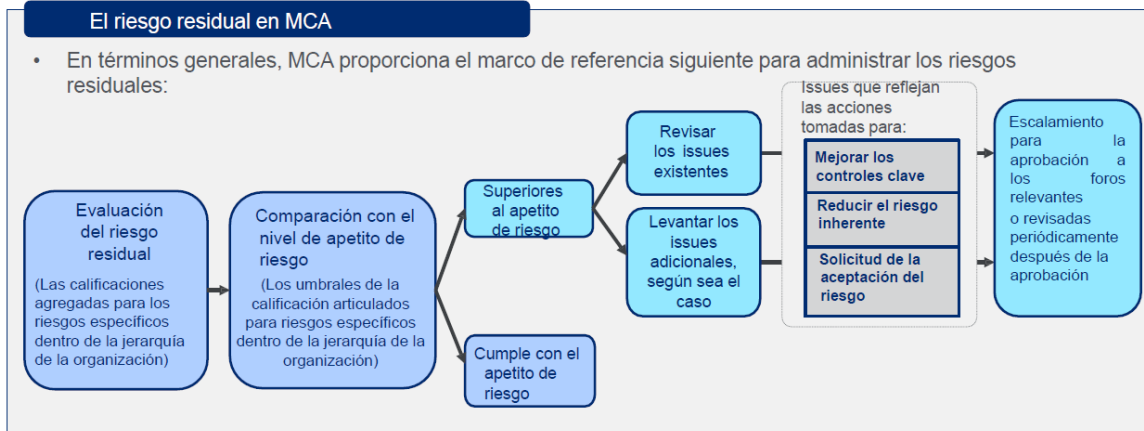 El riesgo residual en MCA
• En términos generales, MCA proporciona el marco de referencia siguiente para administrar los riesgos
residuales:
Evaluación
del riesgo
residual
(Las calificaciones
agregadas para los
riesgos específicos
dentro de la jerarquía
de la organización)
Comparación con el
nivel de apetito de
riesgo
(Los umbrales de la
calificación articulados
para riesgos específicos
dentro de la jerarquía de la
organización)
Superiores
al apetito
de riesgo
Cumple con el
apetito de
riesgo
Revisar
los issues
existentes
Levantar los
issues
adicionales,
según sea el
caso
Issues que reflejan
las acciones
tomadas para:
Mejorar los
controles clave
Reducir el riesgo
inherente
Solicitud de la
aceptación del
riesgo
Escalamiento
para la
aprobación a
los foros
relevantes
o revisadas
periódicamente
después de la
aprobación